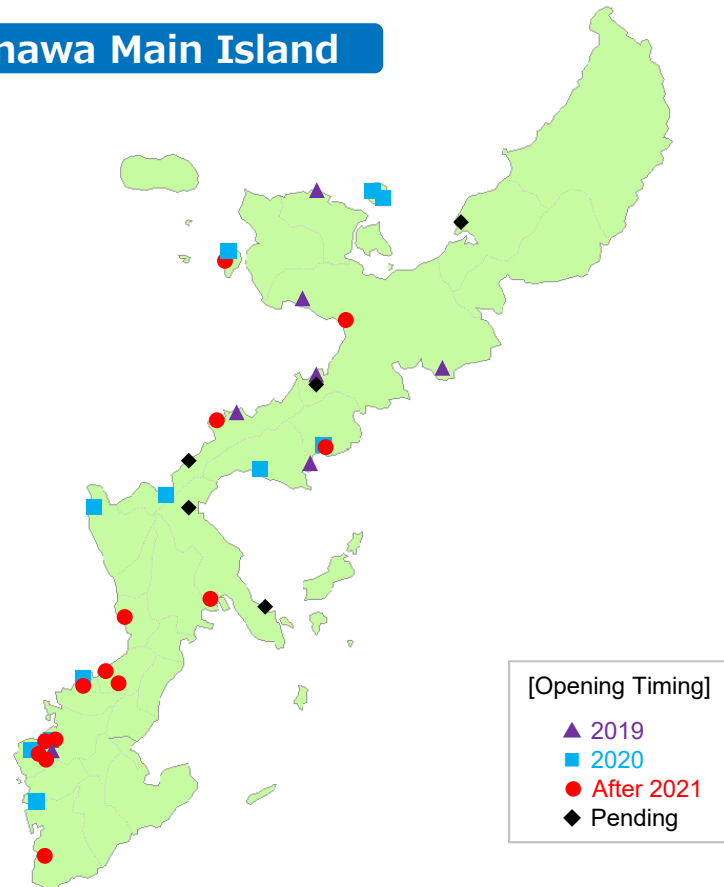 nawa Main Island
[Opening Timing]
2019
2020
After 2021
Pending